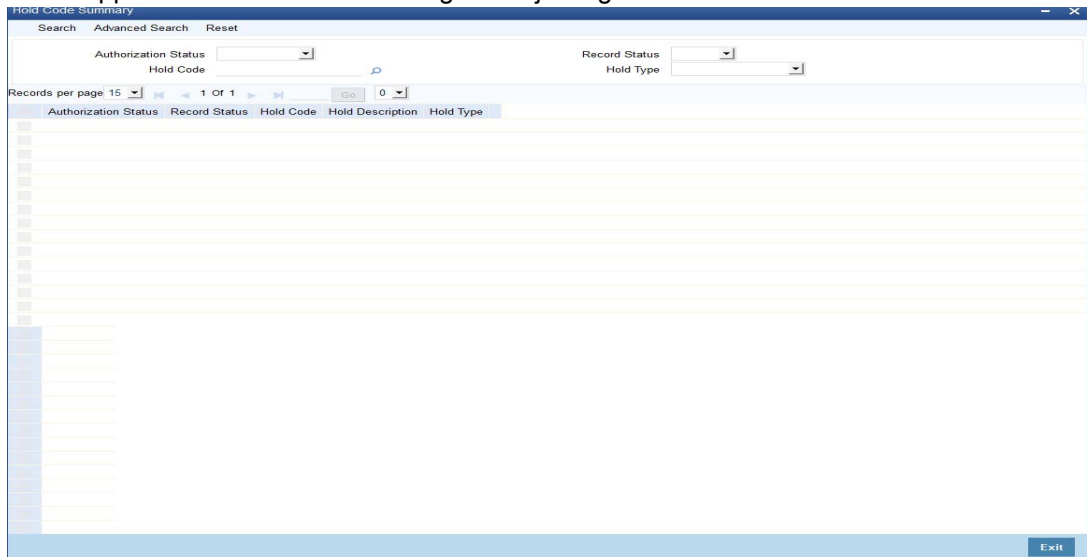 Hold Code Summary
Search Advanced Search Reset
Authorization Status Record Status
Hold Code Hold Type
Records per page 15 1 Of 1 Go 0
Authorization Status Record Status Hold Code Hold Description Hold Type
Exit